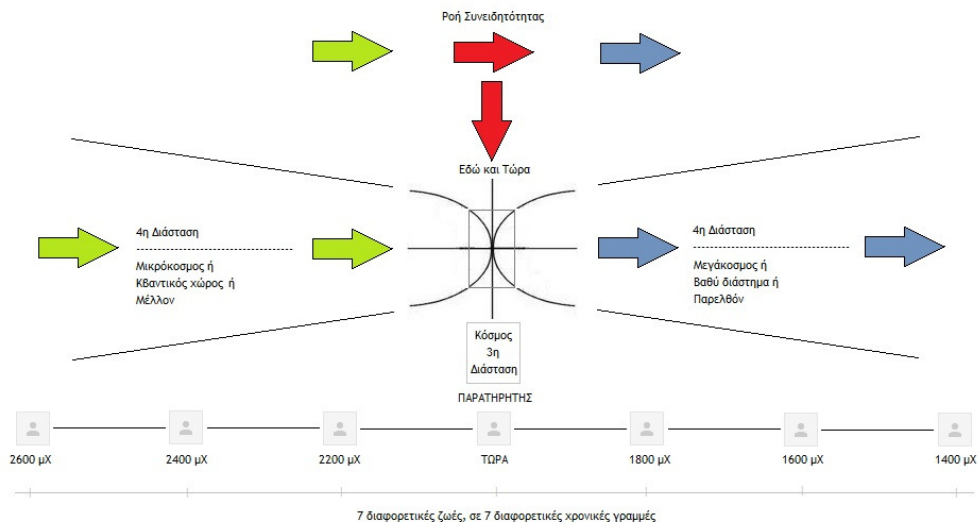 Ροή Συνειδητότητας
Εδώ και Τώρα
4η Διάσταση
Μικρόκοσμος ή
Κβαντικός χώρος ή
Μέλλον
4η Διάσταση
Μεγάκοσμος ή
Βαθύ διάστημα ή
Παρελθόν
Κόσμος
3η
Διάσταση
ΠΑΡΑΤΗΡΗΤΗΣ
2600 μΧ
2400 μΧ
2200 μΧ
ΤΩΡΑ
1800 μΧ
1600 μΧ
1400 μΧ
7 διαφορετικές ζωές, σε 7 διαφορετικές χρονικές γραμμές